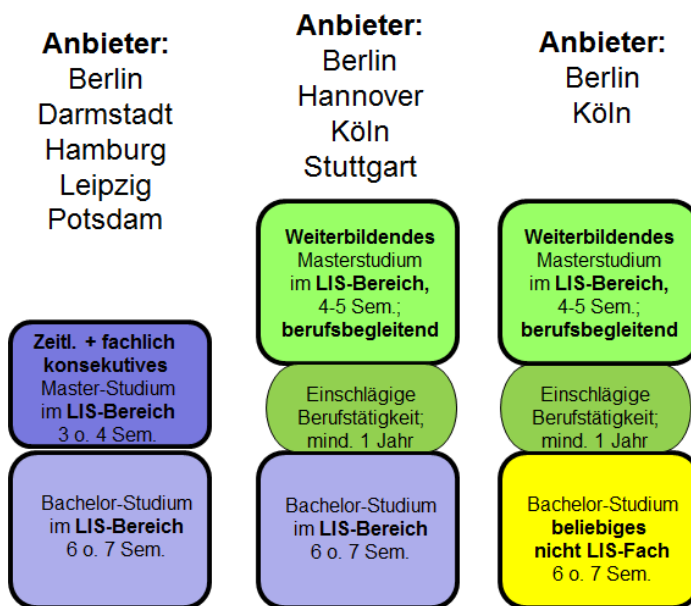 Anbieter:
Berlin
Darmstadt
Hamburg
Leipzig
Potsdam
Zeitl. + fachlich
konsekutives
Master-Studium
im LIS-Bereich
3 o. 4 Sem.
Bachelor-Studium
im LIS-Bereich
6 o. 7 Sem.
Anbieter:
Berlin
Hannover
Köln
Stuttgart
Weiterbildendes
Masterstudium
im LIS-Bereich,
4-5 Sem.;
berufsbegleitend
Einschlägige
Berufstätigkeit;
mind. 1 Jahr
Bachelor-Studium
im LIS-Bereich
6 o. 7 Sem.
Anbieter:
Berlin
Köln
Weiterbildendes
Masterstudium
im LIS-Bereich,
4-5 Sem.;
berufsbegleitend
Einschlägige
Berufstätigkeit;
mind. 1 Jahr
Bachelor-Studium
beliebiges
nicht LIS-Fach
6 o. 7 Sem.